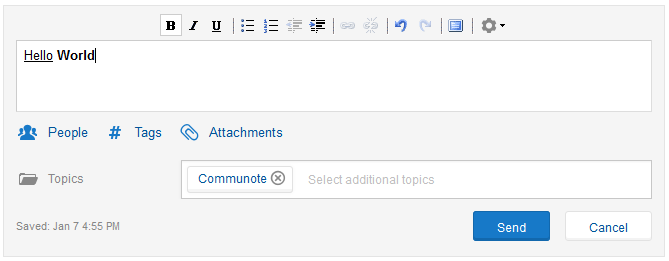 B I U
Hello World
People # Tags Attachments
Topics Communote Select additional topics
Saved: Jan 7 4:55 PM Send Cancel